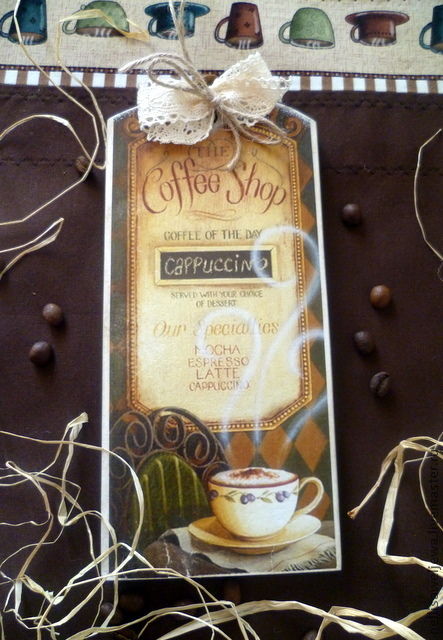 THE
Coffee Shop
COFFEE OF THE DAY
CAPPUCCINO
SERVED WITH YOUR CHOICE
OF DESSERT
Our Specialties
MOCHA
ESPRESSO
LATTE
CAPPUCCINO